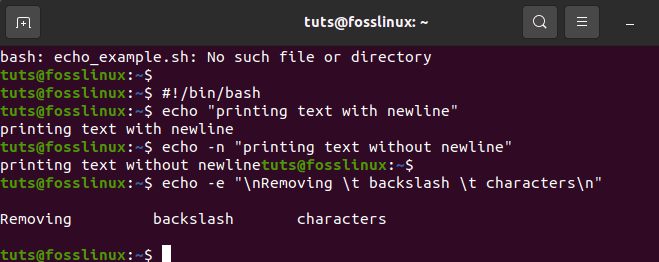 tuts@fosslinux: ~
bash: echo_example.sh: No such file or directory
tuts@fosslinux:~$
tuts@fosslinux:~$ #!/bin/bash
tuts@fosslinux:~$ echo "printing text with newline"
printing text with newline
tuts@fosslinux:~$ echo -n "printing text without newline"
printing text without newlinetuts@fosslinux:~$
tuts@fosslinux:~$ echo -e "\nRemoving \t backslash \t characters\n"
Removing         backslash       characters
tuts@fosslinux:~$